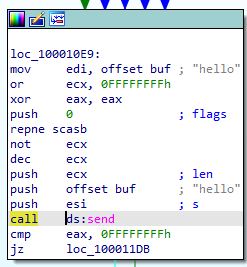 loc_100010E9:
mov edi, offset buf ; "hello"
or ecx, 0FFFFFFFFh
xor eax, eax
push 0 ; flags
repne scasb
not ecx
dec ecx
push ecx ; len
push offset buf ; "hello"
push esi ; s
call ds:send
cmp eax, 0FFFFFFFFh
jz loc_100011DB